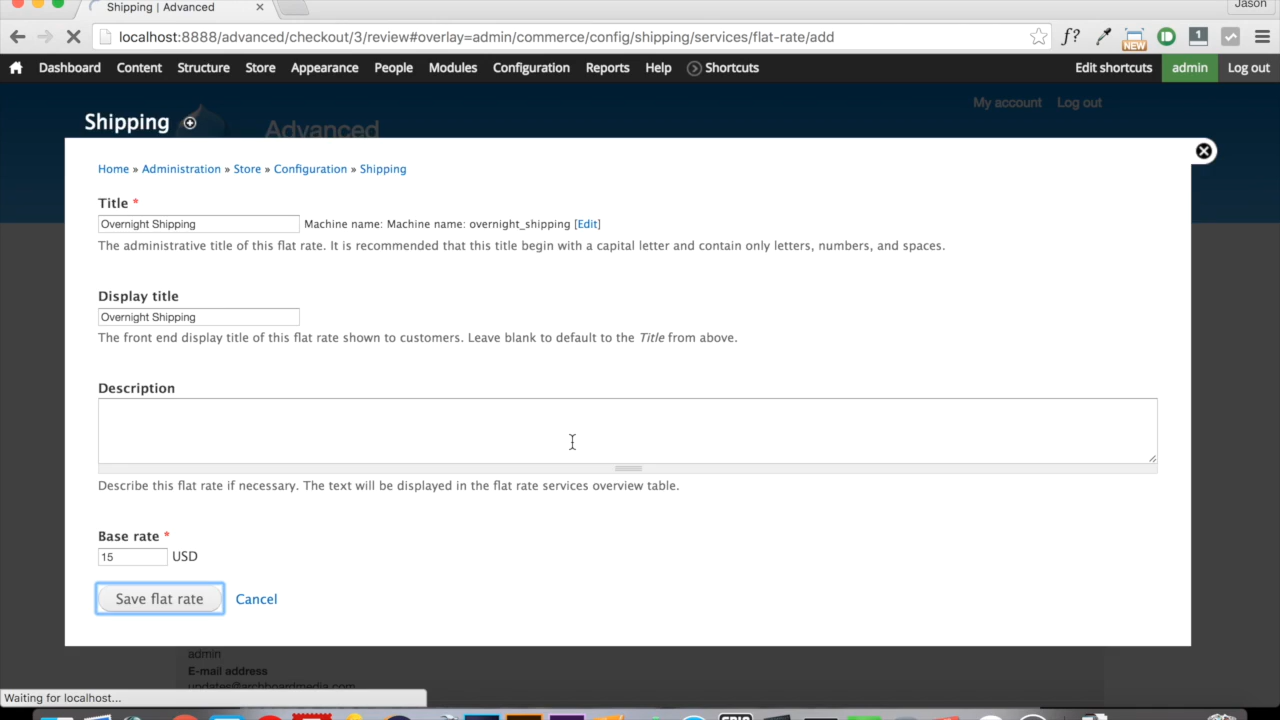 Shipping | Advanced
Jason
localhost:8888/advanced/checkout/3/review#overlay=admin/commerce/config/shipping/services/flat-rate/add
f?
NEW
1
Dashboard Content Structure Store Appearance People Modules Configuration Reports Help Shortcuts Edit shortcuts admin Log out
My account Log out
Shipping
Advanced
Home » Administration » Store » Configuration » Shipping
Title *
Overnight Shipping Machine name: Machine name: overnight_shipping [Edit]
The administrative title of this flat rate. It is recommended that this title begin with a capital letter and contain only letters, numbers, and spaces.
Display title
Overnight Shipping
The front end display title of this flat rate shown to customers. Leave blank to default to the Title from above.
Description
Describe this flat rate if necessary. The text will be displayed in the flat rate services overview table.
Base rate *
15 USD
Save flat rate Cancel
admin
E-mail address
updates@archboardmedia.com
Waiting for localhost...
EPIC